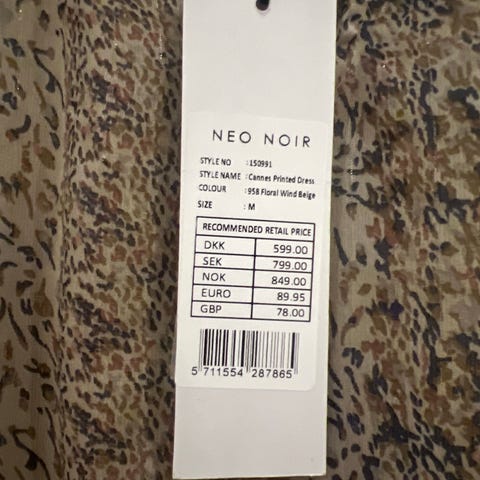 NEO NOIR
STYLE NO : 150991
STYLE NAME : Cannes Printed Dress
COLOUR : 958 Floral Wind Beige
SIZE : M
RECOMMENDED RETAIL PRICE
DKK 599.00
SEK 799.00
NOK 849.00
EURO 89.95
GBP 78.00
5 711554 287865